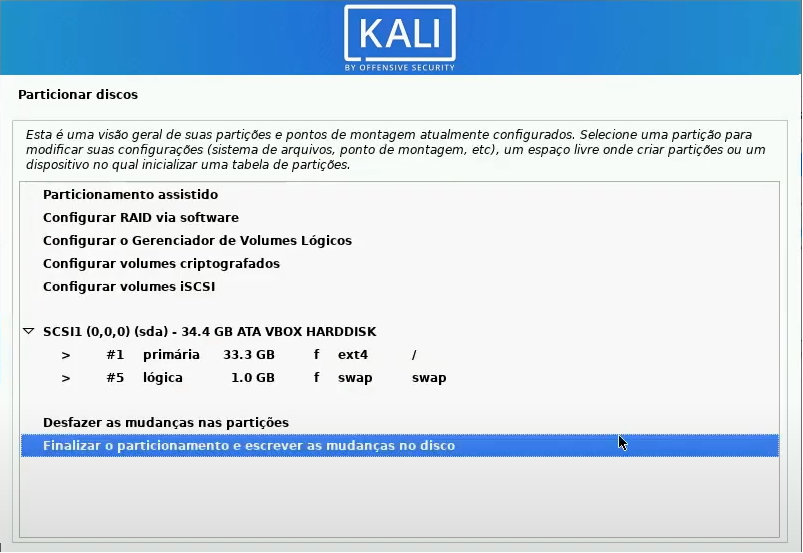 KALI
BY OFFENSIVE SECURITY
Particionar discos
Esta é uma visão geral de suas partições e pontos de montagem atualmente configurados. Selecione uma partição para
modificar suas configurações (sistema de arquivos, ponto de montagem, etc), um espaço livre onde criar partições ou um
dispositivo no qual inicializar uma tabela de partições.
Particionamento assistido
Configurar RAID via software
Configurar o Gerenciador de Volumes Lógicos
Configurar volumes criptografados
Configurar volumes iSCSI
SCSI1 (0,0,0) (sda) - 34.4 GB ATA VBOX HARDDISK
> #1 primária 33.3 GB f ext4 /
> #5 lógica 1.0 GB f swap swap
Desfazer as mudanças nas partições
Finalizar o particionamento e escrever as mudanças no disco